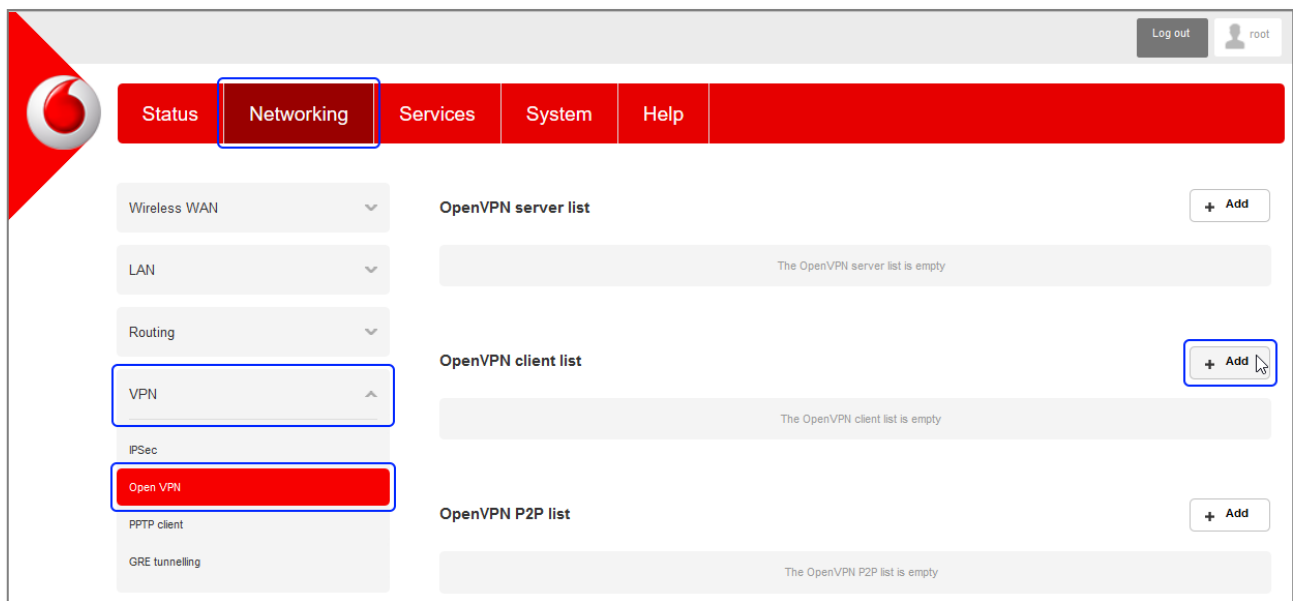 Log out
root
Status
Networking
Services
System
Help
Wireless WAN
LAN
Routing
VPN
IPSec
Open VPN
PPTP client
GRE tunnelling
OpenVPN server list
+ Add
The OpenVPN server list is empty
OpenVPN client list
+ Add
The OpenVPN client list is empty
OpenVPN P2P list
+ Add
The OpenVPN P2P list is empty